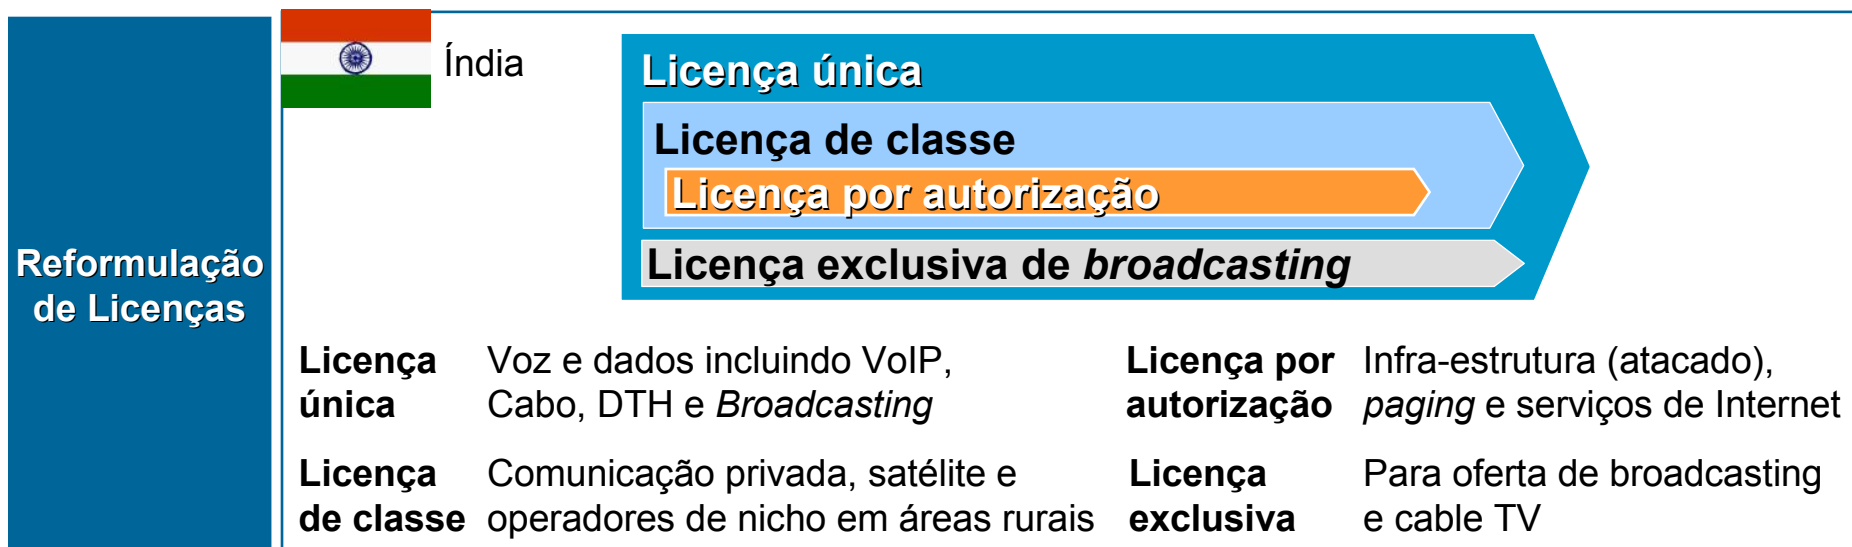 Reformulação
de Licenças
Índia
Licença única
Licença de classe
Licença por autorização
Licença exclusiva de broadcasting
Licença
única
Voz e dados incluindo VoIP,
Cabo, DTH e Broadcasting
Licença por
autorização
Infra-estrutura (atacado),
paging e serviços de Internet
Licença
de classe
Comunicação privada, satélite e
operadores de nicho em áreas rurais
Licença
exclusiva
Para oferta de broadcasting
e cable TV